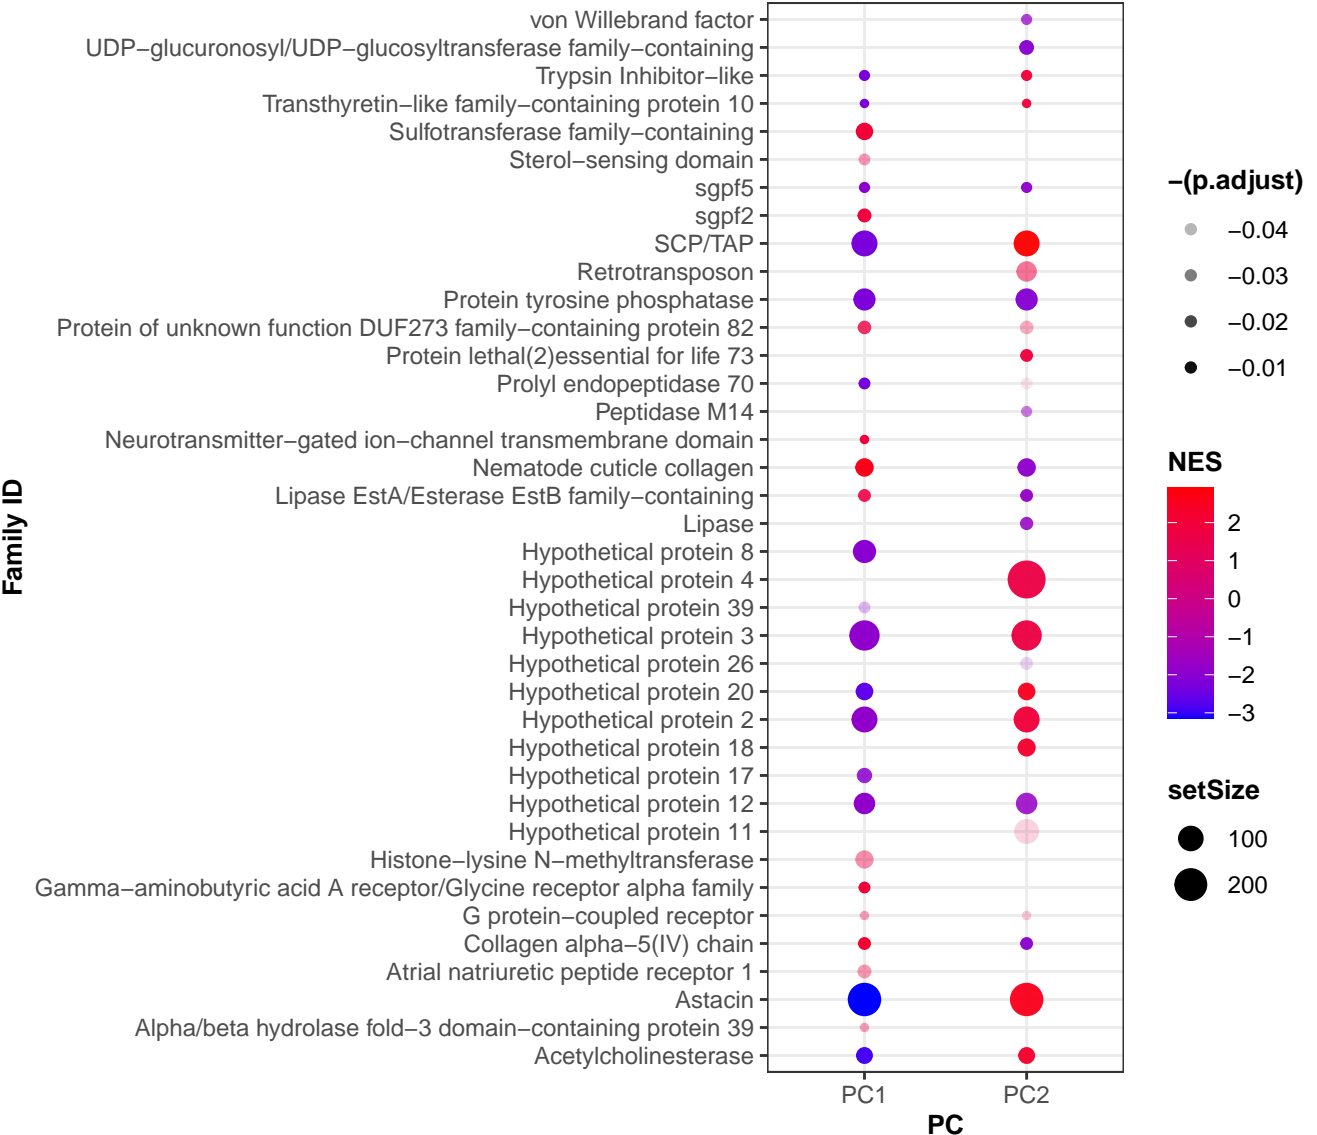 von Willebrand factor
UDP−glucuronosyl/UDP−glucosyltransferase family−containing
Trypsin Inhibitor−like
Transthyretin−like family−containing protein 10
Sulfotransferase family−containing
Sterol−sensing domain
sgpf5
sgpf2
SCP/TAP
Retrotransposon
Protein tyrosine phosphatase
Protein of unknown function DUF273 family−containing protein 82
Protein lethal(2)essential for life 73
Prolyl endopeptidase 70
Peptidase M14
Neurotransmitter−gated ion−channel transmembrane domain
Nematode cuticle collagen
Lipase EstA/Esterase EstB family−containing
Lipase
Hypothetical protein 8
Hypothetical protein 4
Hypothetical protein 39
Hypothetical protein 3
Hypothetical protein 26
Hypothetical protein 20
Hypothetical protein 2
Hypothetical protein 18
Hypothetical protein 17
Hypothetical protein 12
Hypothetical protein 11
Histone−lysine N−methyltransferase
Gamma−aminobutyric acid A receptor/Glycine receptor alpha family
G protein−coupled receptor
Collagen alpha−5(IV) chain
Atrial natriuretic peptide receptor 1
Astacin
Alpha/beta hydrolase fold−3 domain−containing protein 39
Acetylcholinesterase
Family ID
PC1 PC2
PC
−(p.adjust)
−0.04
−0.03
−0.02
−0.01
NES
2
1
0
−1
−2
−3
setSize
100
200